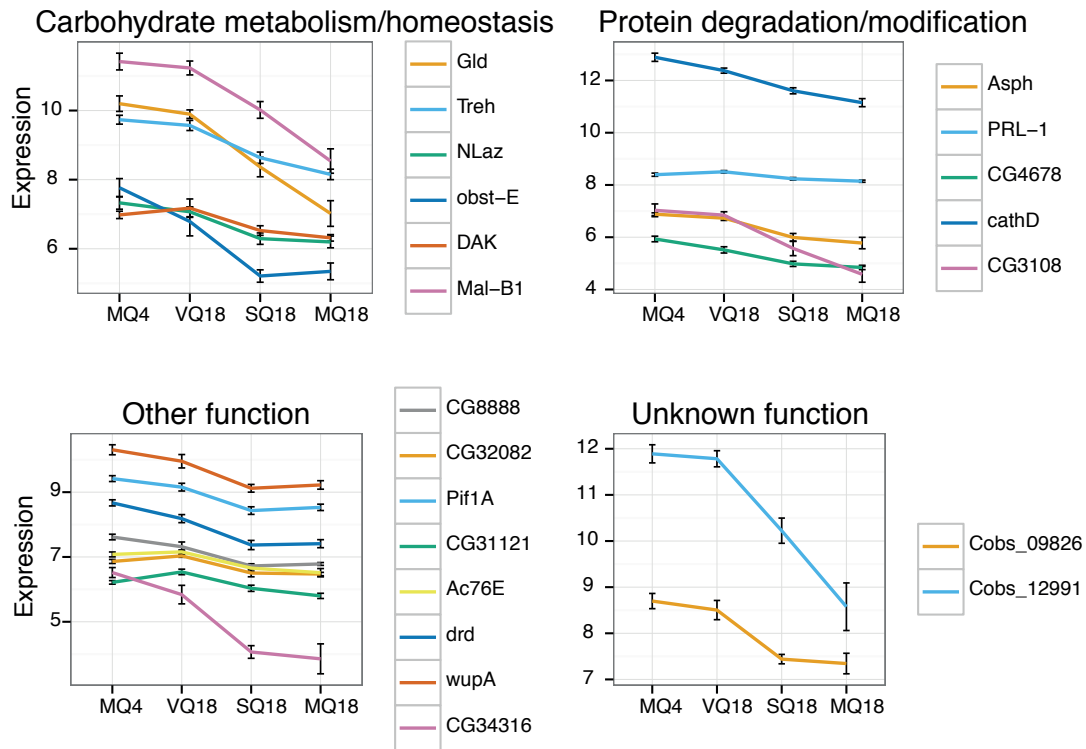 Carbohydrate metabolism/homeostasis
Expression
10
8
6
MQ4 VQ18 SQ18 MQ18
Gld
Treh
NLaz
obst−E
DAK
Mal−B1
Protein degradation/modification
12
10
8
6
4
MQ4 VQ18 SQ18 MQ18
Asph
PRL−1
CG4678
cathD
CG3108
Other function
Expression
9
7
5
MQ4 VQ18 SQ18 MQ18
CG8888
CG32082
Pif1A
CG31121
Ac76E
drd
wupA
CG34316
Unknown function
12
11
10
9
8
7
MQ4 VQ18 SQ18 MQ18
Cobs_09826
Cobs_12991